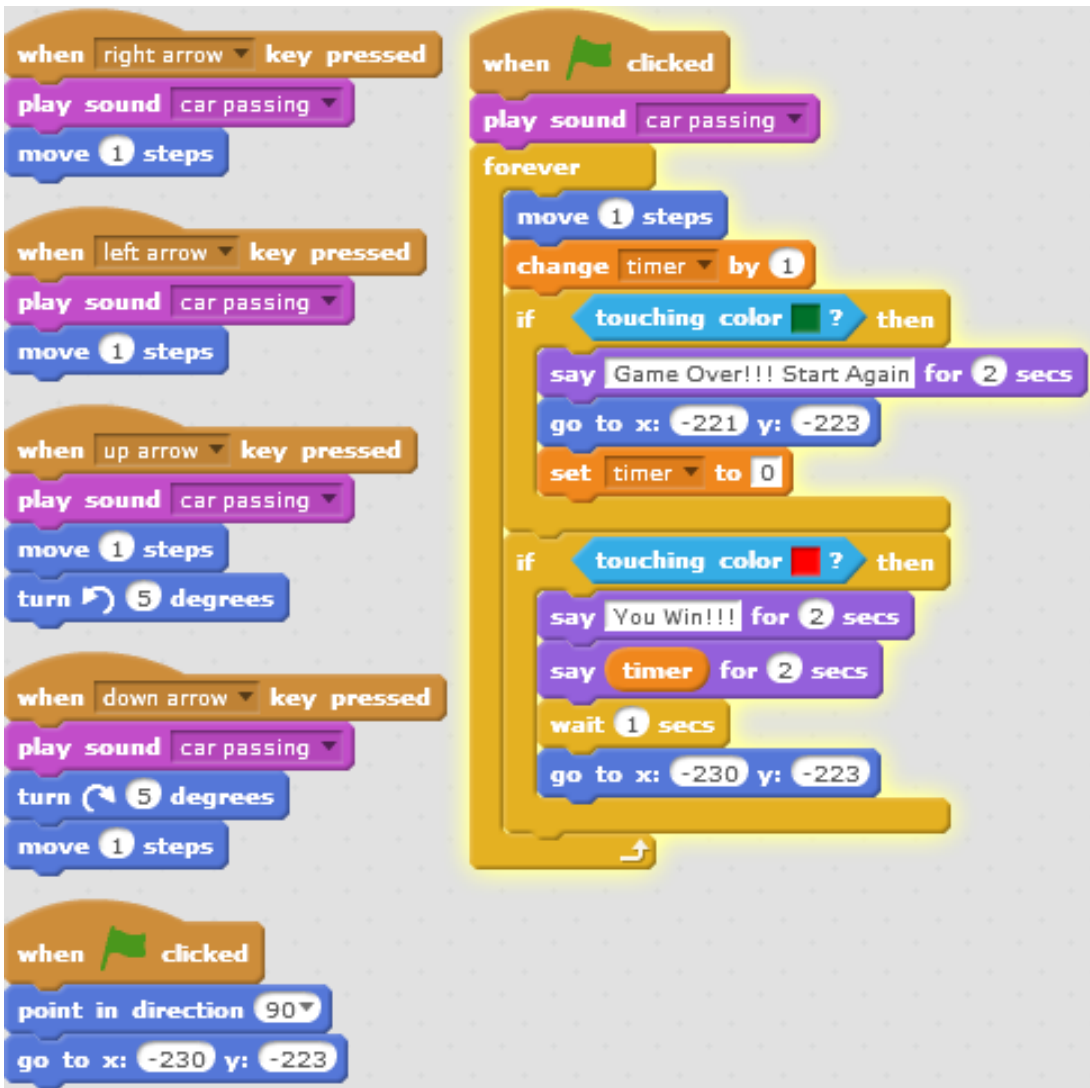 when right arrow key pressed
play sound car passing
move 1 steps
when left arrow key pressed
play sound car passing
move 1 steps
when up arrow key pressed
play sound car passing
move 1 steps
turn 5 degrees
when down arrow key pressed
play sound car passing
turn 5 degrees
move 1 steps
when clicked
point in direction 90
go to x: -230 y: -223
when clicked
play sound car passing
forever
move 1 steps
change timer by 1
if touching color ? then
say Game Over!!! Start Again for 2 secs
go to x: -221 y: -223
set timer to 0
if touching color ? then
say You Win!!! for 2 secs
say timer for 2 secs
wait 1 secs
go to x: -230 y: -223